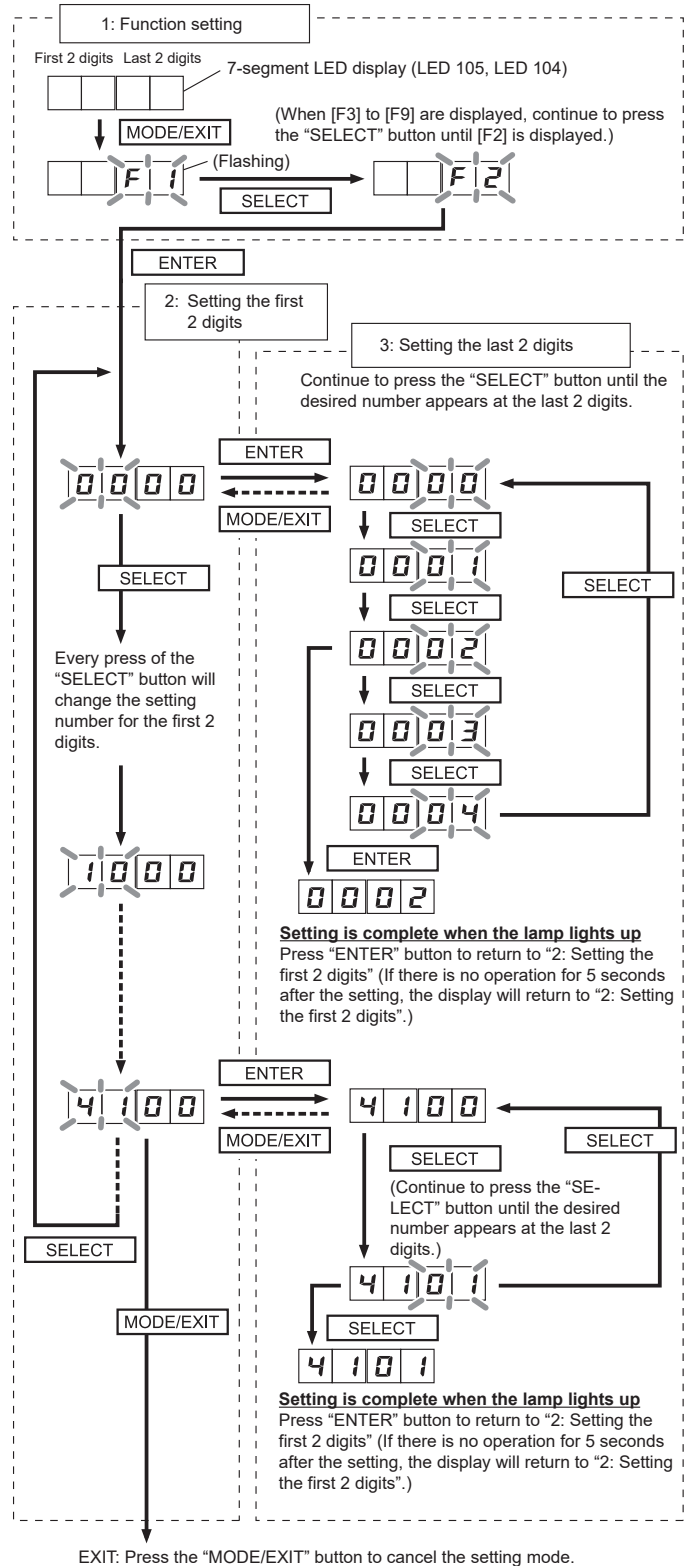 1: Function setting
First 2 digits Last 2 digits
7-segment LED display (LED 105, LED 104)
MODE/EXIT
(When [F3] to [F9] are displayed, continue to press
the “SELECT” button until [F2] is displayed.)
F 1
(Flashing)
SELECT
F 2
ENTER
2: Setting the first
2 digits
3: Setting the last 2 digits
Continue to press the “SELECT” button until the
desired number appears at the last 2 digits.
0 0 0 0
ENTER
MODE/EXIT
0 0 0 0
SELECT
0 0 0 1
SELECT
0 0 0 2
SELECT
0 0 0 3
SELECT
0 0 0 4
SELECT
SELECT
Every press of the
“SELECT” button will
change the setting
number for the first 2
digits.
1 0 0 0
ENTER
0 0 0 2
Setting is complete when the lamp lights up
Press “ENTER” button to return to “2: Setting the
first 2 digits” (If there is no operation for 5 seconds
after the setting, the display will return to “2: Setting
the first 2 digits”.)
4 1 0 0
ENTER
MODE/EXIT
4 1 0 0
SELECT
SELECT
(Continue to press the “SE-
LECT” button until the desired
number appears at the last 2
digits.)
4 1 0 1
SELECT
4 1 0 1
SELECT
MODE/EXIT
Setting is complete when the lamp lights up
Press “ENTER” button to return to “2: Setting the
first 2 digits” (If there is no operation for 5 seconds
after the setting, the display will return to “2: Setting
the first 2 digits”.)
EXIT: Press the “MODE/EXIT” button to cancel the setting mode.